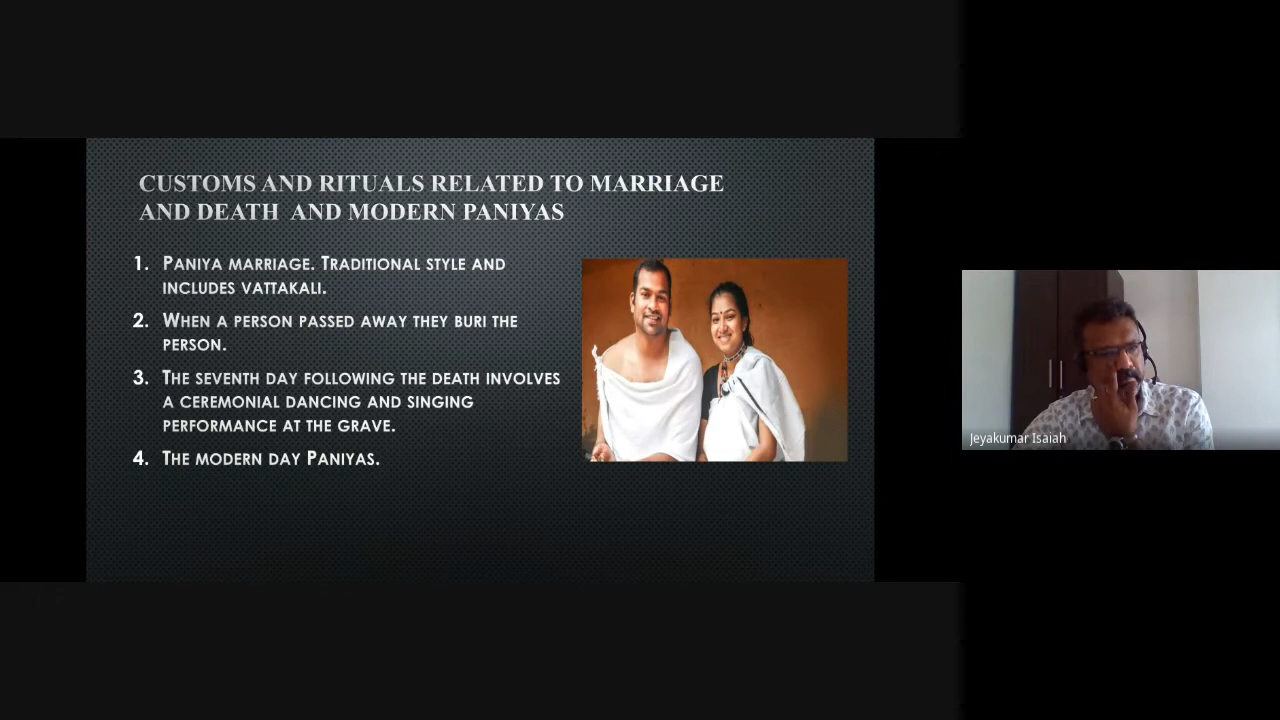 CUSTOMS AND RITUALS RELATED TO MARRIAGE
AND DEATH AND MODERN PANIYAS
1. PANIYA MARRIAGE. TRADITIONAL STYLE AND
INCLUDES VATTAKALI.
2. WHEN A PERSON PASSED AWAY THEY BURI THE
PERSON.
3. THE SEVENTH DAY FOLLOWING THE DEATH INVOLVES
A CEREMONIAL DANCING AND SINGING
PERFORMANCE AT THE GRAVE.
4. THE MODERN DAY PANIYAS.
Jeyakumar Isaiah